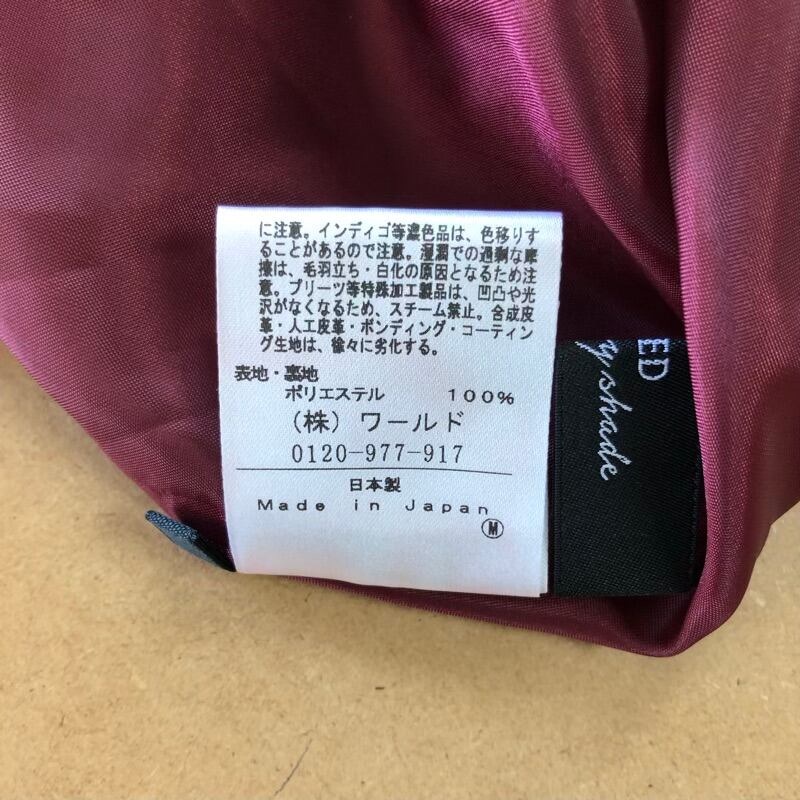 に注意。インディゴ等濃色品は、色移りす
ることがあるので注意。湿潤での過剰な摩
擦は、毛羽立ち・白化の原因となるため注
意。プリーツ等特殊加工製品は、凹凸や光
沢がなくなるため、スチーム禁止。合成皮
革・人工皮革・ボンディング・コーティン
グ生地は、徐々に劣化する。
表地・裏地
ポリエステル 100%
(株) ワールド
0120-977-917
日本製
Made in Japan
M
ED
y shade